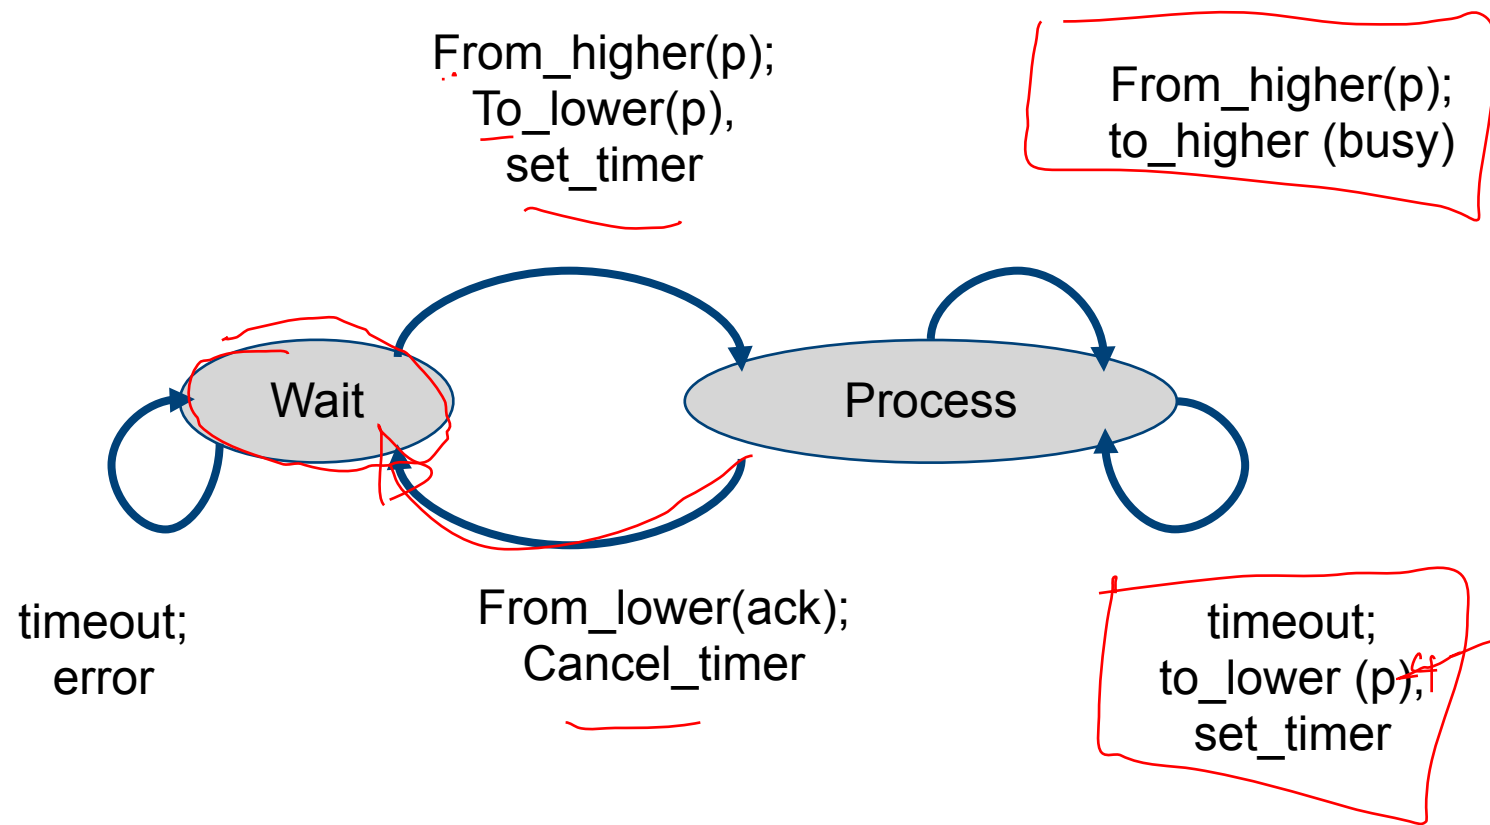 From_higher(p);
To_lower(p),
set_timer
From_higher(p);
to_higher (busy)
Wait
Process
timeout;
error
From_lower(ack);
Cancel_timer
timeout;
to_lower (p),
set_timer